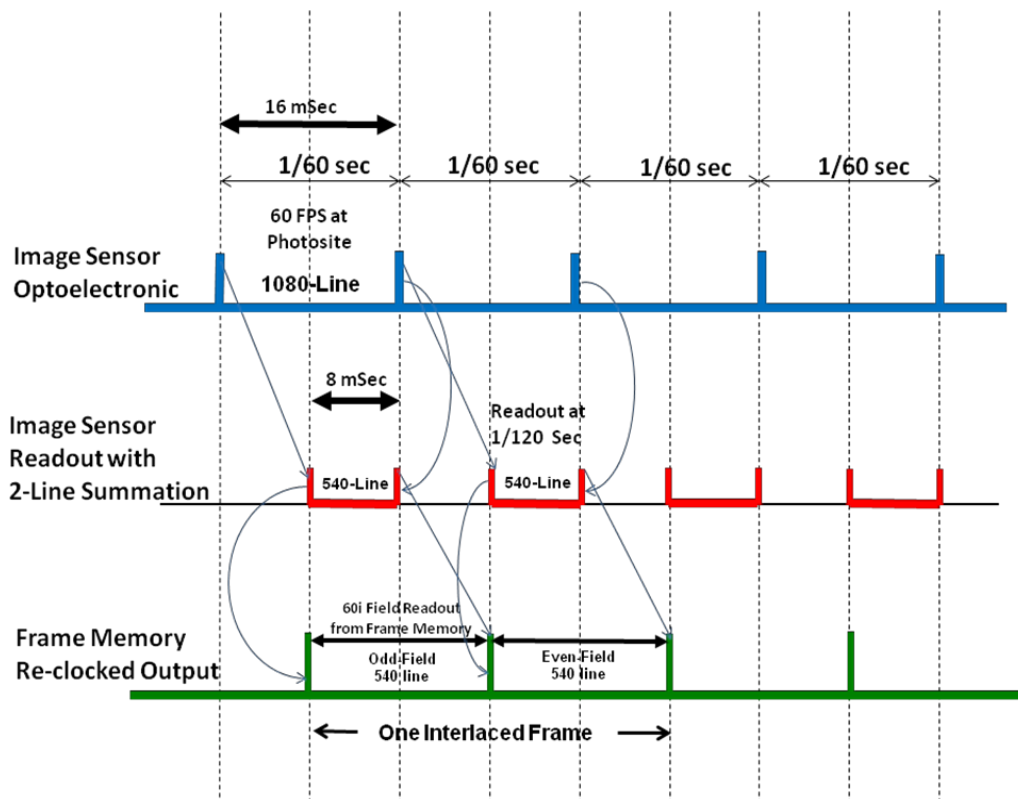 16 mSec
1/60 sec
1/60 sec
1/60 sec
1/60 sec
60 FPS at
Photosite
1080-Line
Image Sensor
Optoelectronic
8 mSec
Readout at
1/120 Sec
Image Sensor
Readout with
2-Line Summation
540-Line
540-Line
60i Field Readout
from Frame Memory
Odd-Field
540 line
Even-Field
540 line
Frame Memory
Re-clocked Output
One Interlaced Frame